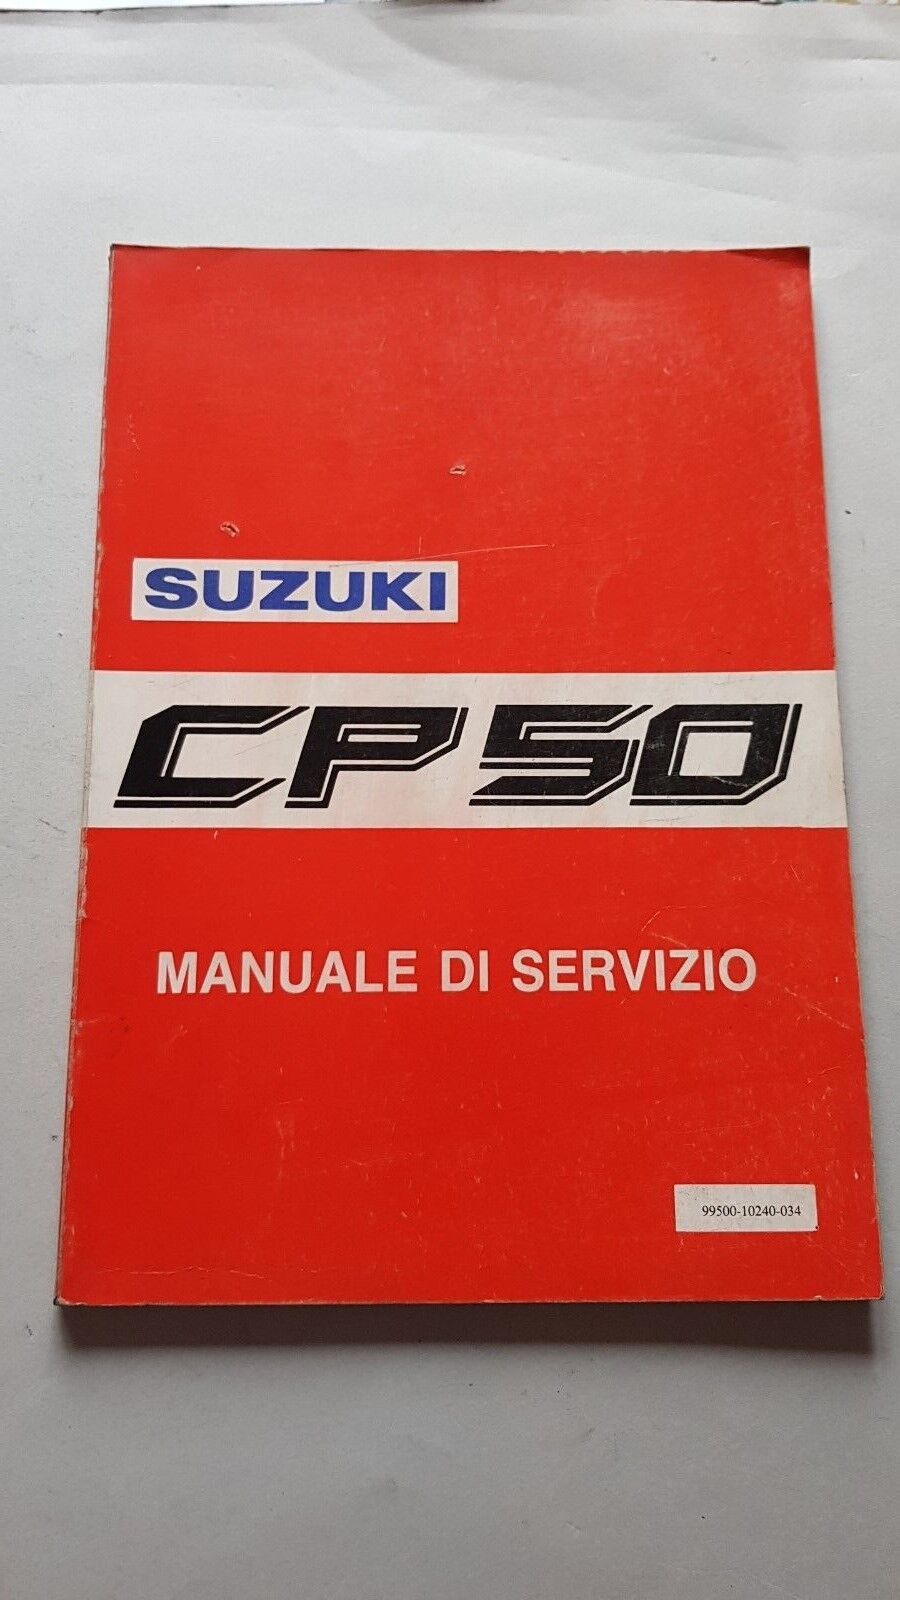 SUZUKI
CP50
MANUALE DI SERVIZIO
99500-10240-034